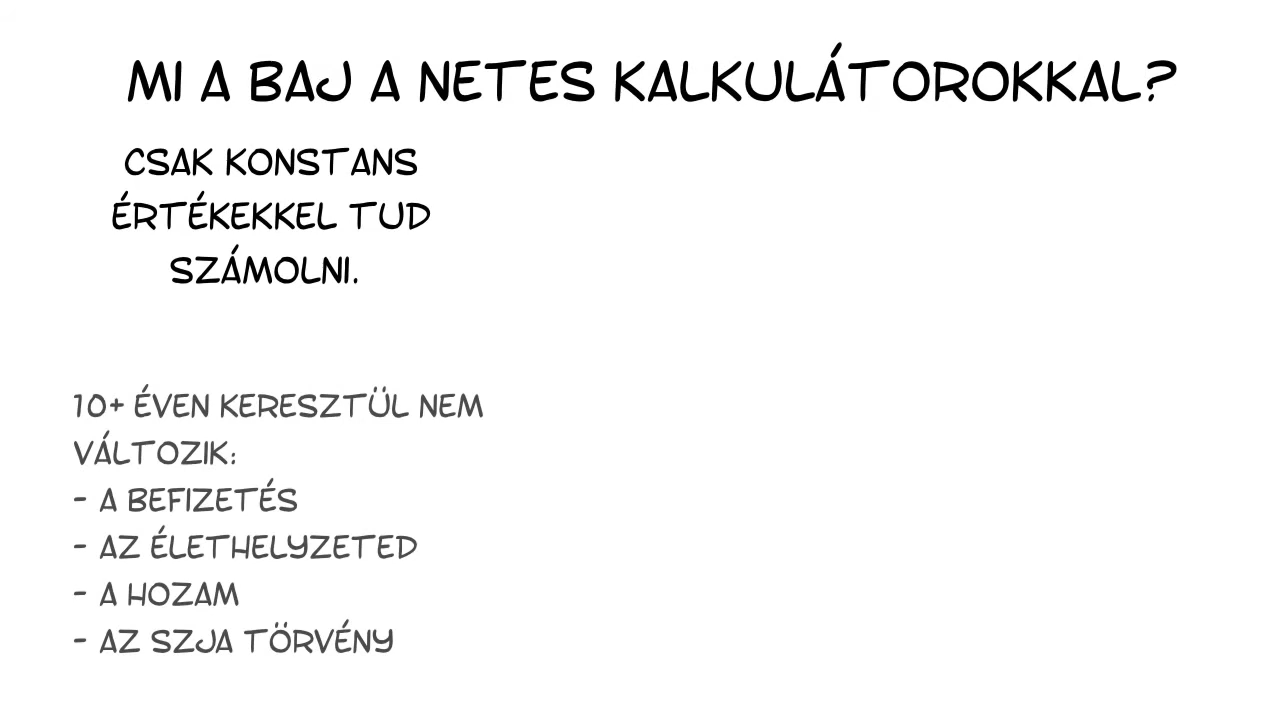 MI A BAJ A NETES KALKULÁTOROKKAL?
CSAK KONSTANS
ÉRTÉKEKKEL TUD
SZÁMOLNI.
10+ ÉVEN KERESZTÜL NEM
VÁLTOZIK:
- A BEFIZETÉS
- AZ ÉLETHELYZETED
- A HOZAM
- AZ SZJA TÖRVÉNY